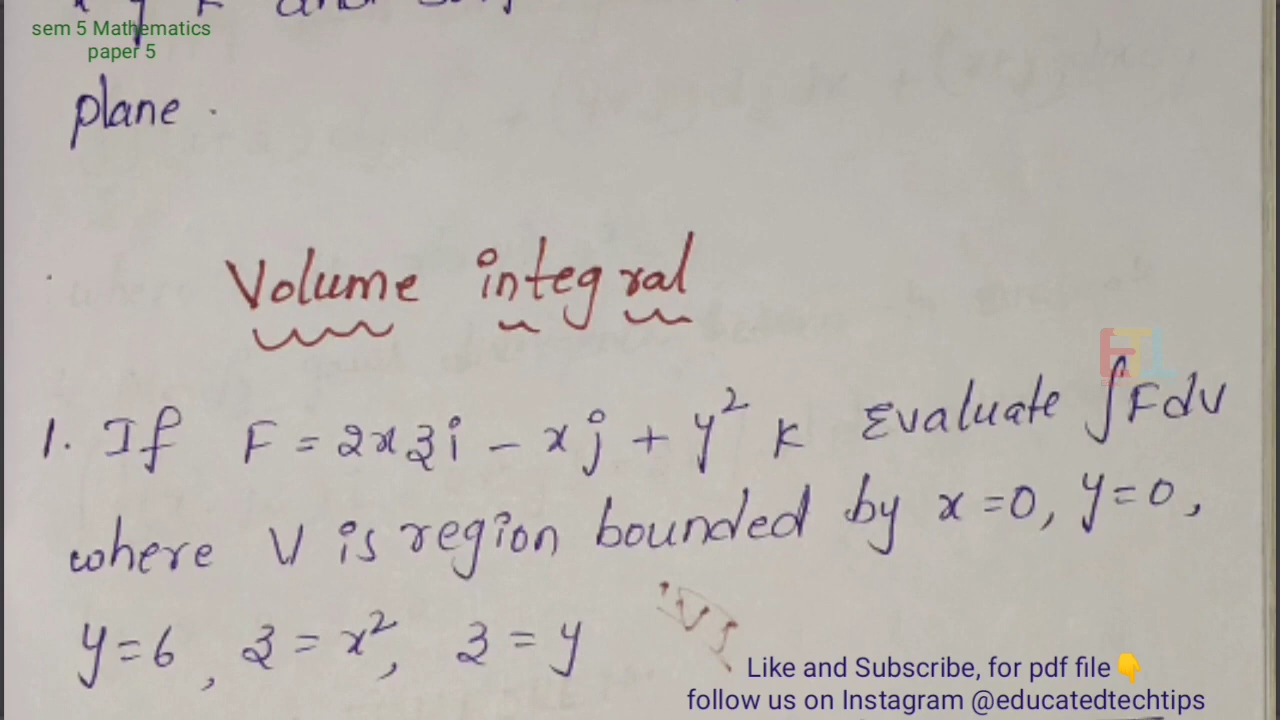 sem 5 Mathematics
paper 5
plane .
Volume integral
1. If F = 2xzi - xj + y² k Evaluate ∫Fdv
where V is region bounded by x=0, y=0,
y=6, z = x², z = y
Like and Subscribe, for pdf file👇
follow us on Instagram @educatedtechtips